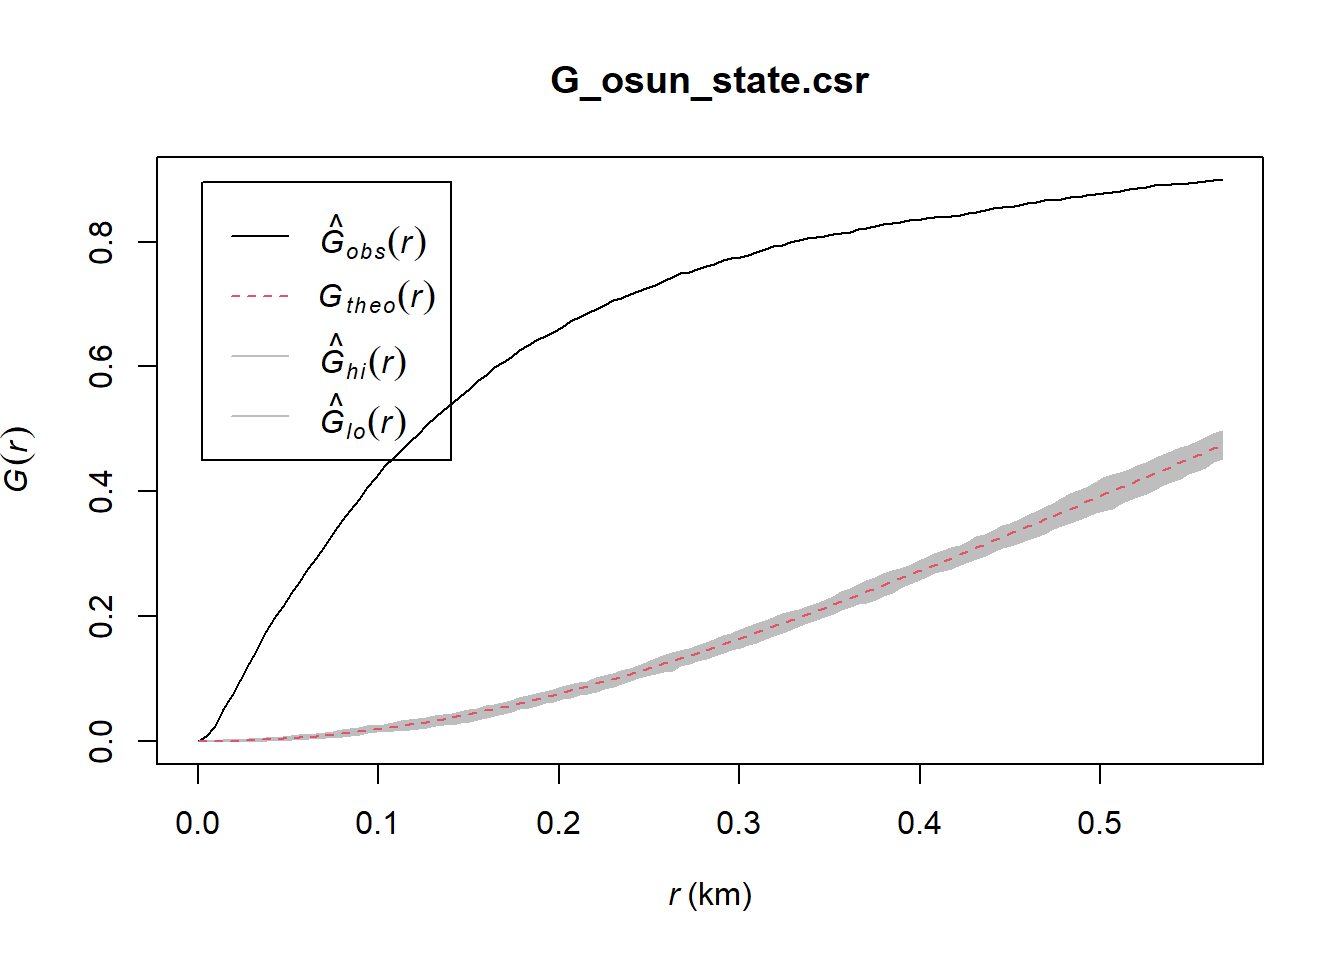 G_osun_state.csr
Ĝobs(r)
Gtheo(r)
Ĝhi(r)
Ĝlo(r)
G(r)
0.8
0.6
0.4
0.2
0.0
0.0 0.1 0.2 0.3 0.4 0.5
r (km)